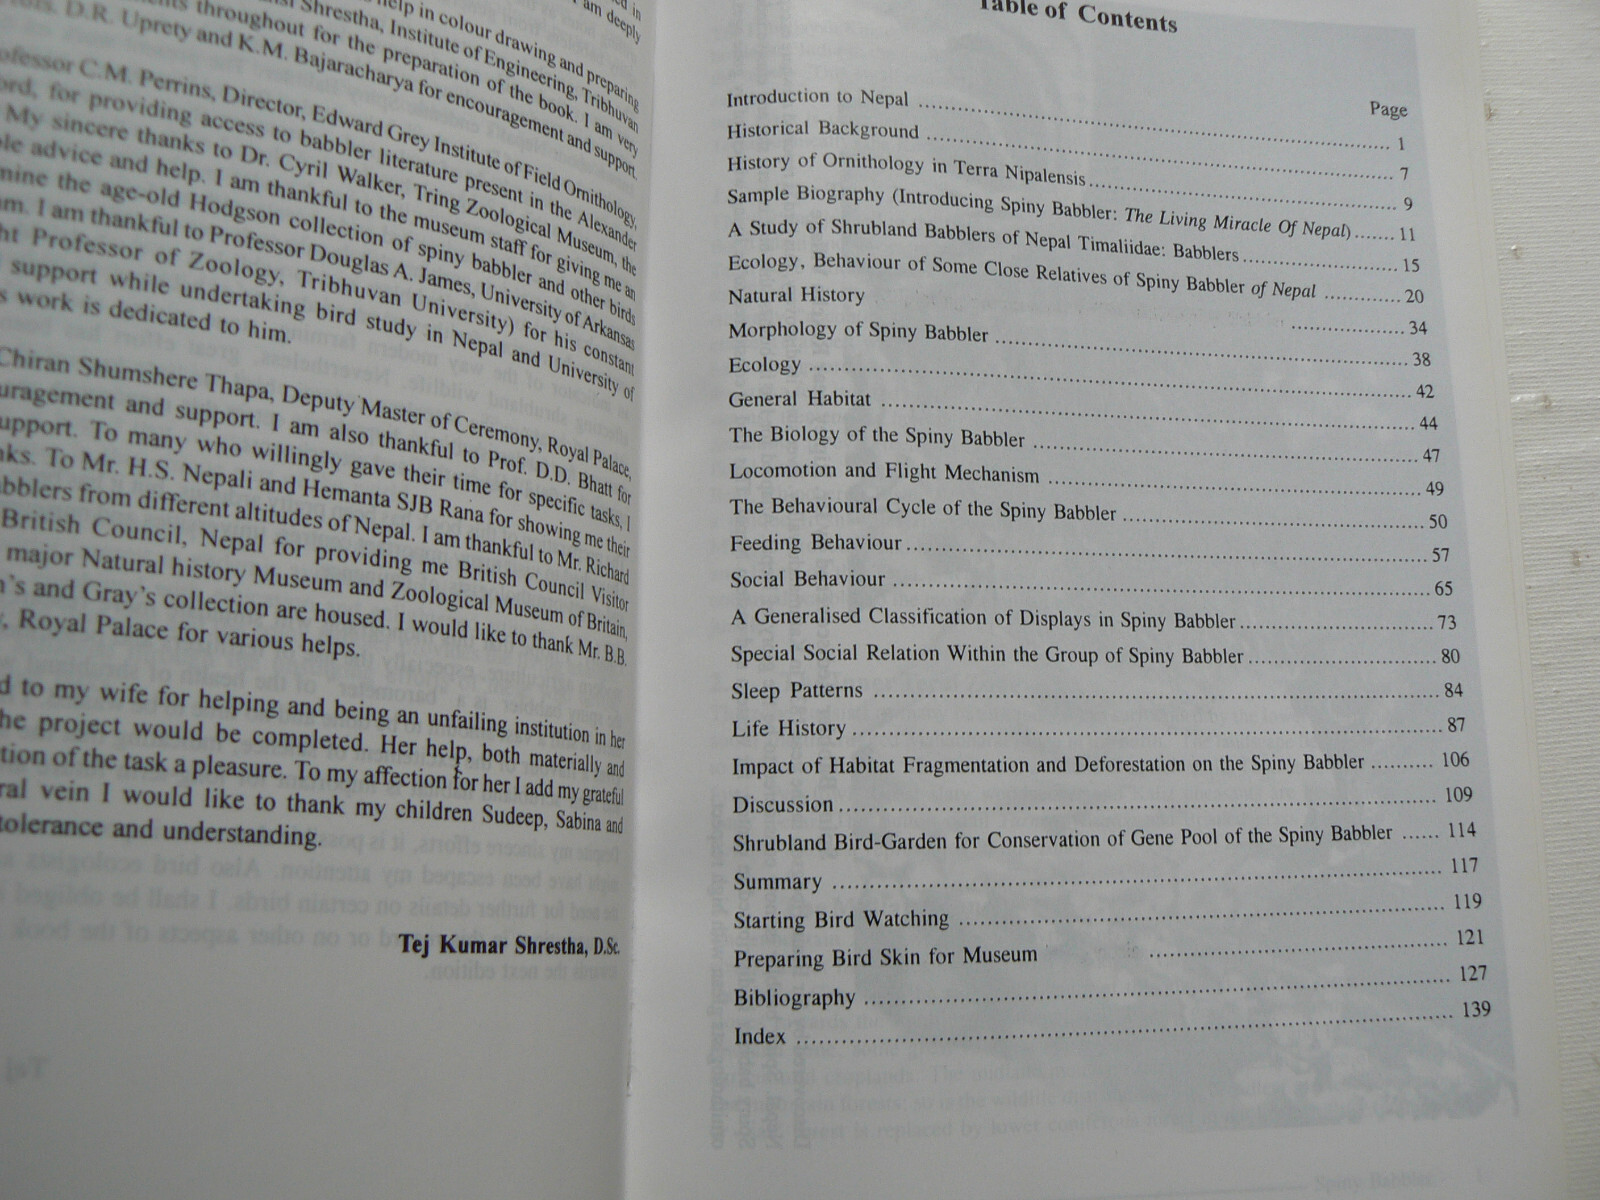 help in colour drawing and preparing
am deeply
Shrestha, Institute of Engineering, Tribhuvan
throughout for the preparation of the book. I am very
D.R. Uprety and K.M. Bajaracharya for encouragement and support.
C.M. Perrins, Director, Edward Grey Institute of Field Ornithology,
for providing access to babbler literature present in the Alexander
My sincere thanks to Dr. Cyril Walker, Tring Zoological Museum, the
advice and help. I am thankful to the museum staff for giving me an
the age-old Hodgson collection of spiny babbler and other birds
I am thankful to Professor Douglas A. James, University of Arkansas
Professor of Zoology, Tribhuvan University) for his constant
support while undertaking bird study in Nepal and University of
work is dedicated to him.
Chiran Shumshere Thapa, Deputy Master of Ceremony, Royal Palace,
uragement and support. I am also thankful to Prof. D.D. Bhatt for
upport. To many who willingly gave their time for specific tasks, I
nks. To Mr. H.S. Nepali and Hemanta SJB Rana for showing me their
abblers from different altitudes of Nepal. I am thankful to Mr. Richard
British Council, Nepal for providing me British Council Visitor
major Natural history Museum and Zoological Museum of Britain,
n's and Gray's collection are housed. I would like to thank Mr. B.B.
, Royal Palace for various helps.
d to my wife for helping and being an unfailing institution in her
he project would be completed. Her help, both materially and
tion of the task a pleasure. To my affection for her I add my grateful
ral vein I would like to thank my children Sudeep, Sabina and
tolerance and understanding.
Tej Kumar Shrestha, D.Sc.
Table of Contents
Page
Introduction to Nepal 1
Historical Background 7
History of Ornithology in Terra Nipalensis 9
Sample Biography (Introducing Spiny Babbler: The Living Miracle Of Nepal) 11
A Study of Shrubland Babblers of Nepal Timaliidae: Babblers 15
Ecology, Behaviour of Some Close Relatives of Spiny Babbler of Nepal 20
Natural History 34
Morphology of Spiny Babbler 38
Ecology 42
General Habitat 44
The Biology of the Spiny Babbler 47
Locomotion and Flight Mechanism 49
The Behavioural Cycle of the Spiny Babbler 50
Feeding Behaviour 57
Social Behaviour 65
A Generalised Classification of Displays in Spiny Babbler 73
Special Social Relation Within the Group of Spiny Babbler 80
Sleep Patterns 84
Life History 87
Impact of Habitat Fragmentation and Deforestation on the Spiny Babbler 106
Discussion 109
Shrubland Bird-Garden for Conservation of Gene Pool of the Spiny Babbler 114
Summary 117
Starting Bird Watching 119
Preparing Bird Skin for Museum 121
Bibliography 127
Index 139